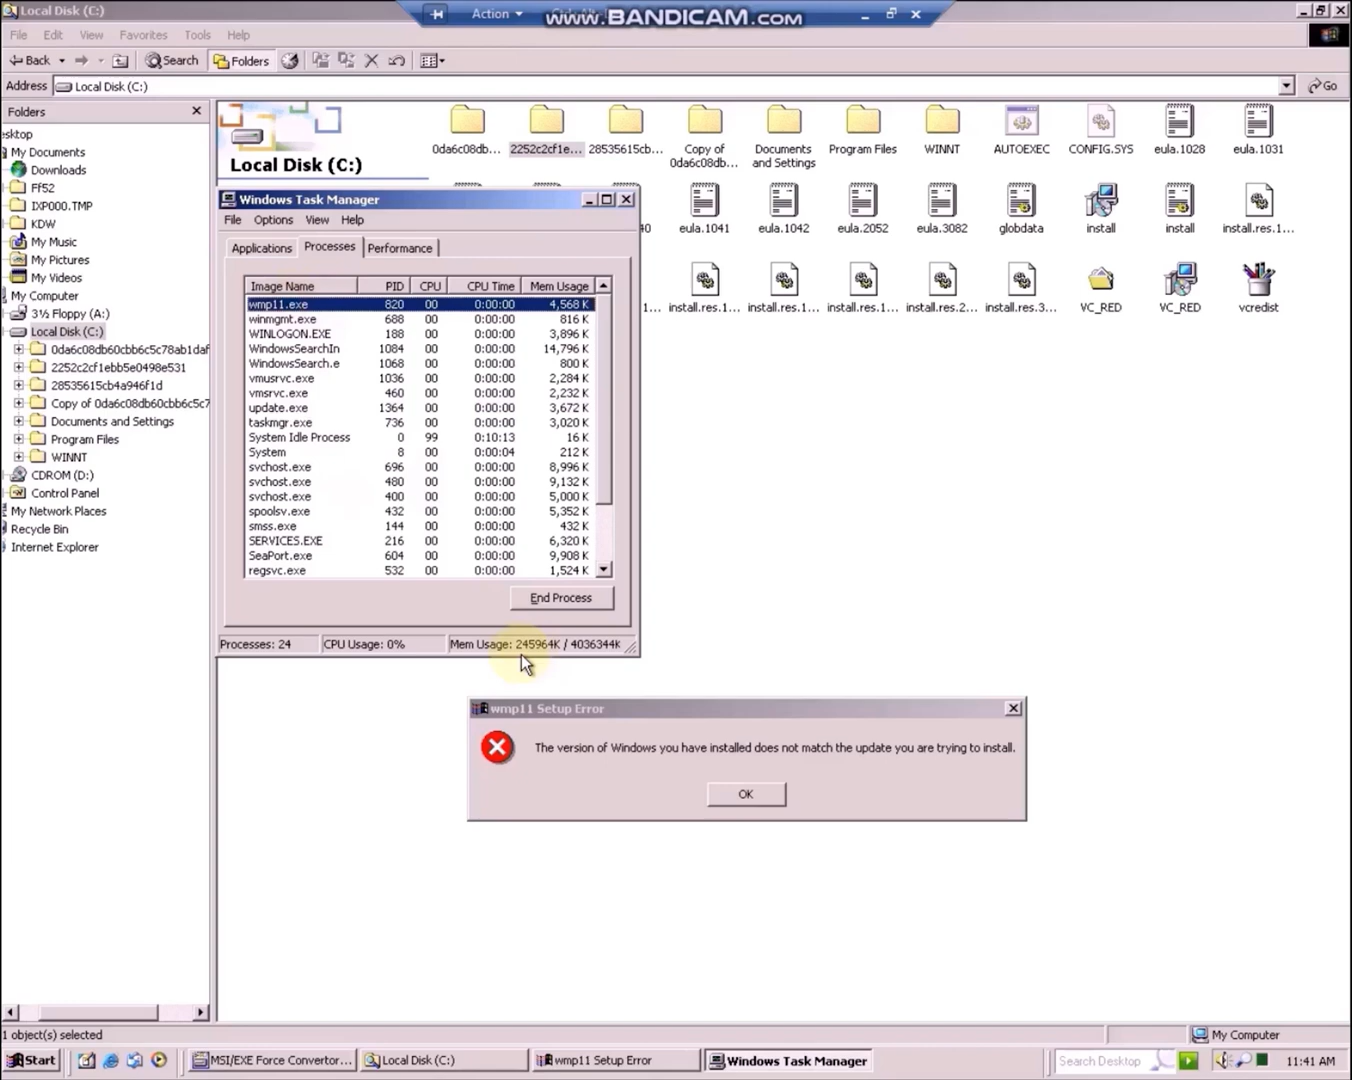 Local Disk (C:)
Action
www.BANDICAM.com
File Edit View Favorites Tools Help
Back Search Folders
Address Local Disk (C:) Go
Folders
esktop
My Documents
Downloads
Ff52
IXP000.TMP
KDW
My Music
My Pictures
My Videos
My Computer
3½ Floppy (A:)
Local Disk (C:)
0da6c08db60cbb6c5c78ab1daf
2252c2cf1ebb5e0498e531
28535615cb4a946f1d
Copy of 0da6c08db60cbb6c5c7
Documents and Settings
Program Files
WINNT
CDROM (D:)
Control Panel
My Network Places
Recycle Bin
Internet Explorer
Local Disk (C:)
0da6c08db... 2252c2cf1e... 28535615cb... Copy of 0da6c08db... Documents and Settings Program Files WINNT AUTOEXEC CONFIG.SYS eula.1028 eula.1031
40 eula.1041 eula.1042 eula.2052 eula.3082 globdata install install install.res.1...
1... install.res.1... install.res.1... install.res.1... install.res.2... install.res.3... VC_RED VC_RED vcredist
Windows Task Manager
File Options View Help
Applications Processes Performance
Image Name PID CPU CPU Time Mem Usage
wmp11.exe 820 00 0:00:00 4,568 K
winmgmt.exe 688 00 0:00:00 816 K
WINLOGON.EXE 188 00 0:00:00 3,896 K
WindowsSearchIn 1084 00 0:00:00 14,796 K
WindowsSearch.e 1068 00 0:00:00 800 K
vmusrvc.exe 1036 00 0:00:00 2,284 K
vmsrvc.exe 460 00 0:00:00 2,232 K
update.exe 1364 00 0:00:00 3,672 K
taskmgr.exe 736 00 0:00:00 3,020 K
System Idle Process 0 99 0:10:13 16 K
System 8 00 0:00:04 212 K
svchost.exe 696 00 0:00:00 8,996 K
svchost.exe 480 00 0:00:00 9,132 K
svchost.exe 400 00 0:00:00 5,000 K
spoolsv.exe 432 00 0:00:00 5,352 K
smss.exe 144 00 0:00:00 432 K
SERVICES.EXE 216 00 0:00:00 6,320 K
SeaPort.exe 604 00 0:00:00 9,908 K
regsvc.exe 532 00 0:00:00 1,524 K
End Process
Processes: 24 CPU Usage: 0% Mem Usage: 245964K / 4036344K
wmp11 Setup Error
The version of Windows you have installed does not match the update you are trying to install.
OK
1 object(s) selected
My Computer
Start MSI/EXE Force Convertor... Local Disk (C:) wmp11 Setup Error Windows Task Manager Search Desktop 11:41 AM